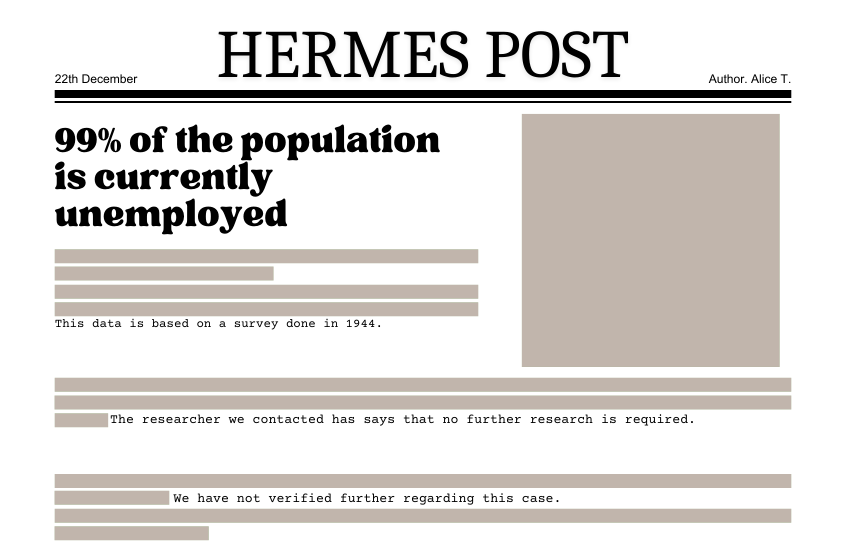 HERMES POST
22th December
Author. Alice T.
99% of the population
is currently
unemployed
This data is based on a survey done in 1944.
The researcher we contacted has says that no further research is required.
We have not verified further regarding this case.